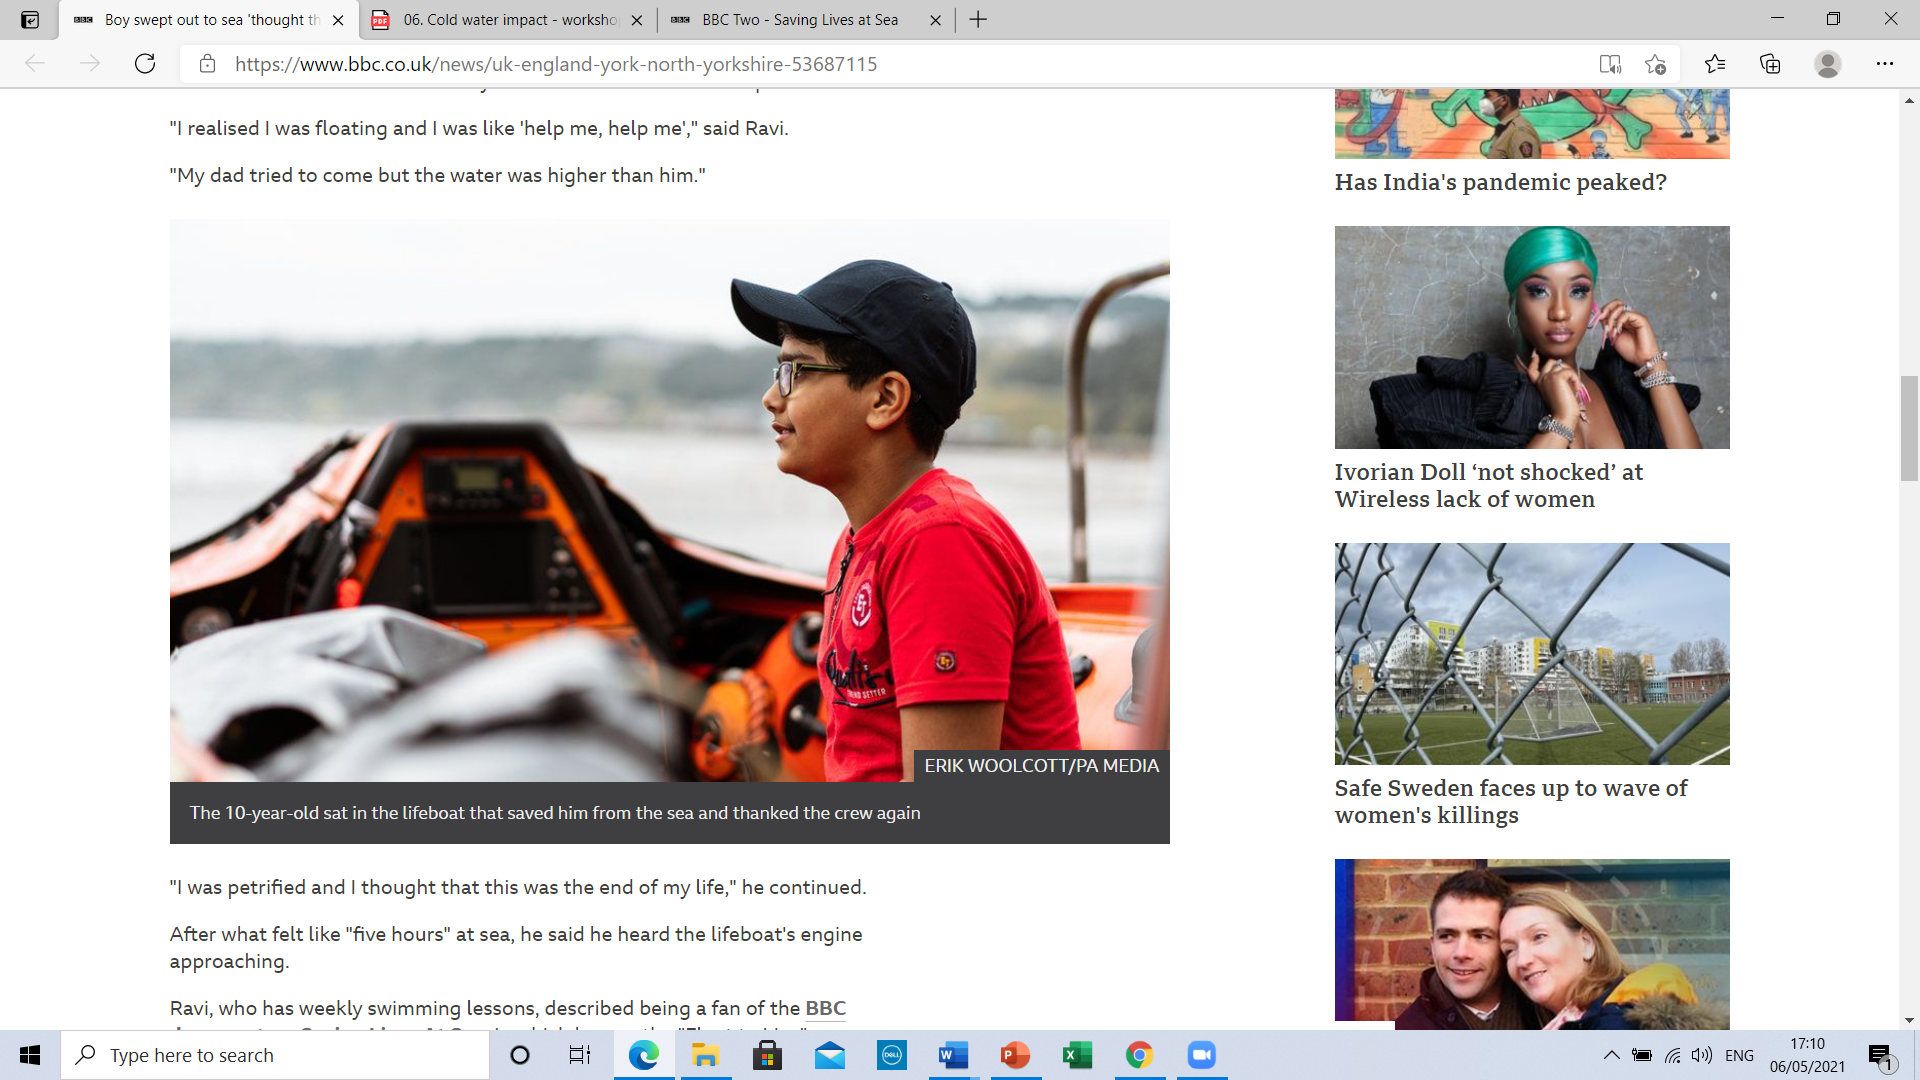 Boy swept out to sea 'thought th
06. Cold water impact - worksho
BBC Two - Saving Lives at Sea
https://www.bbc.co.uk/news/uk-england-york-north-yorkshire-53687115
"I realised I was floating and I was like 'help me, help me'," said Ravi.
"My dad tried to come but the water was higher than him."
ERIK WOOLCOTT/PA MEDIA
The 10-year-old sat in the lifeboat that saved him from the sea and thanked the crew again
"I was petrified and I thought that this was the end of my life," he continued.
After what felt like "five hours" at sea, he said he heard the lifeboat's engine
approaching.
Ravi, who has weekly swimming lessons, described being a fan of the BBC
Has India's pandemic peaked?
Ivorian Doll ‘not shocked’ at
Wireless lack of women
Safe Sweden faces up to wave of
women's killings
Type here to search
ENG
17:10
06/05/2021
1